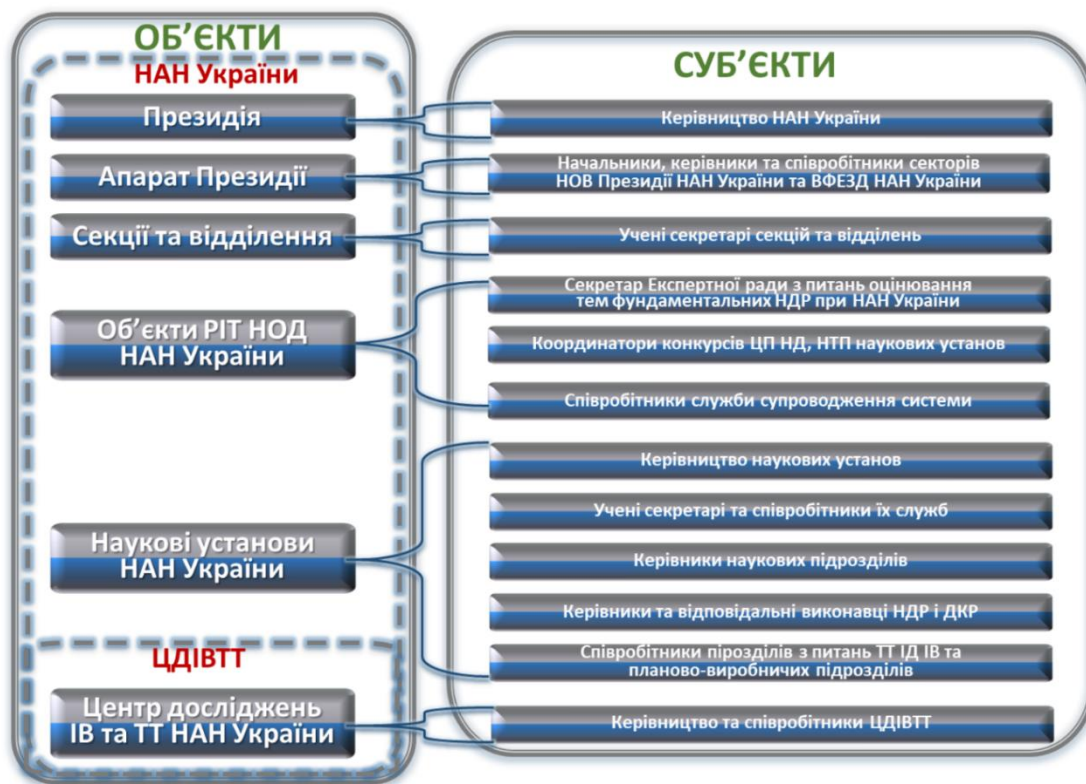 ОБ’ЄКТИ
НАН України
Президія
Апарат Президії
Секції та відділення
Об’єкти РІТ НОД
НАН України
Наукові установи
НАН України
ЦДІВТТ
Центр досліджень
ІВ та ТТ НАН України
СУБ’ЄКТИ
Керівництво НАН України
Начальники, керівники та співробітники секторів
НОВ Президії НАН України та ВФЕЗД НАН України
Учені секретарі секцій та відділень
Секретар Експертної ради з питань оцінювання
тем фундаментальних НДР при НАН України
Координатори конкурсів ЦП НД, НТП наукових установ
Співробітники служби супроводження системи
Керівництво наукових установ
Учені секретарі та співробітники їх служб
Керівники наукових підрозділів
Керівники та відповідальні виконавці НДР і ДКР
Співробітники пірозділів з питань ТТ ІД ІВ та
планово-виробничих підрозділів
Керівництво та співробітники ЦДІВТТ